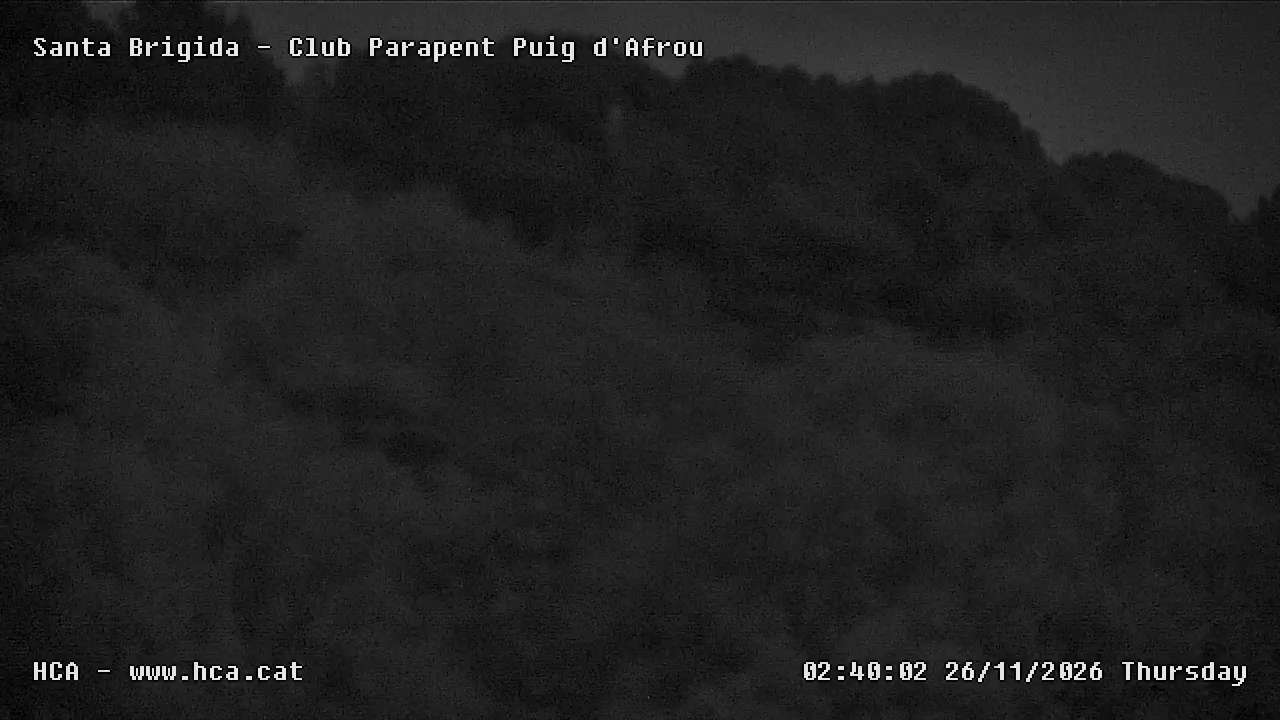 Santa Brigida - Club Parapent Puig d'Afrou
HCA - www.hca.cat
02:40:02 26/11/2026 Thursday